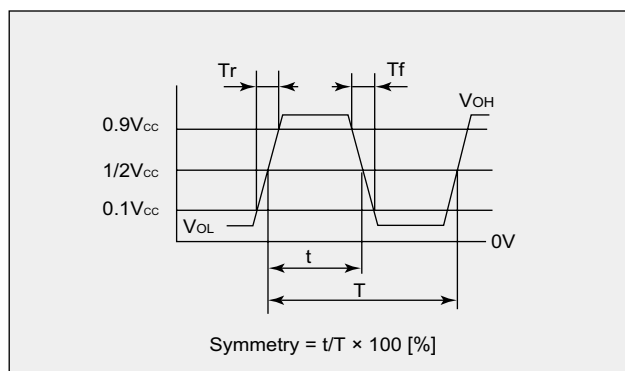 Tr Tf
VOH
0.9Vcc
1/2Vcc
0.1Vcc
VOL
0V
t
T
Symmetry = t/T × 100 [%]